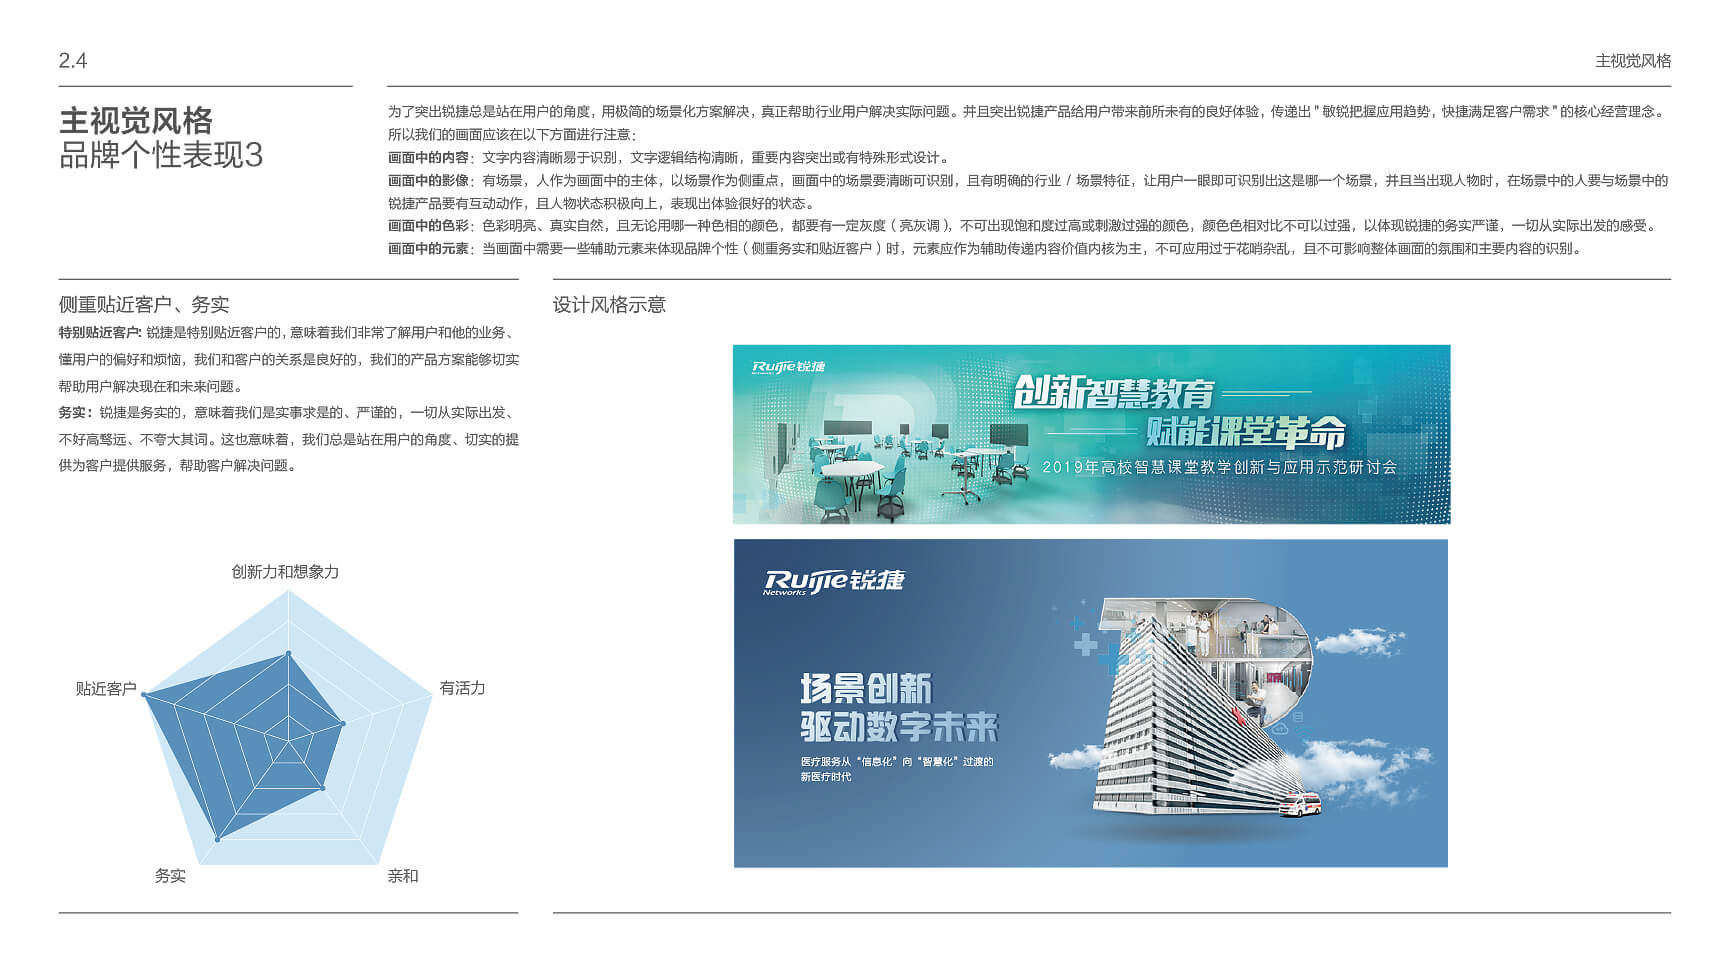 2.4
主视觉风格
主视觉风格
品牌个性表现3
为了突出锐捷总是站在用户的角度，用极简的场景化方案解决，真正帮助行业用户解决实际问题。并且突出锐捷产品给用户带来前所未有的良好体验，传递出＂敏锐把握应用趋势，快捷满足客户需求＂的核心经营理念。
所以我们的画面应该在以下方面进行注意：
画面中的内容：文字内容清晰易于识别，文字逻辑结构清晰，重要内容突出或有特殊形式设计。
画面中的影像：有场景，人作为画面中的主体，以场景作为侧重点，画面中的场景要清晰可识别，且有明确的行业 / 场景特征，让用户一眼即可识别出这是哪一个场景，并且当出现人物时，在场景中的人要与场景中的
锐捷产品要有互动动作，且人物状态积极向上，表现出体验很好的状态。
画面中的色彩：色彩明亮、真实自然，且无论用哪一种色相的颜色，都要有一定灰度（亮灰调），不可出现饱和度过高或刺激过强的颜色，颜色色相对比不可以过强，以体现锐捷的务实严谨，一切从实际出发的感受。
画面中的元素：当画面中需要一些辅助元素来体现品牌个性（侧重务实和贴近客户）时，元素应作为辅助传递内容价值内核为主，不可应用过于花哨杂乱，且不可影响整体画面的氛围和主要内容的识别。
侧重贴近客户、务实
特别贴近客户：锐捷是特别贴近客户的，意味着我们非常了解用户和他的业务、
懂用户的偏好和烦恼，我们和客户的关系是良好的，我们的产品方案能够切实
帮助用户解决现在和未来问题。
务实：锐捷是务实的，意味着我们是实事求是的、严谨的，一切从实际出发、
不好高骛远、不夸大其词。这也意味着，我们总是站在用户的角度、切实的提
供为客户提供服务，帮助客户解决问题。
创新力和想象力
贴近客户
有活力
务实
亲和
设计风格示意
Ruijie锐捷
Networks
创新智慧教育
赋能课堂革命
2019年高校智慧课堂教学创新与应用示范研讨会
Ruijie锐捷
Networks
场景创新
驱动数字未来
医疗服务从“信息化”向“智慧化”过渡的
新医疗时代